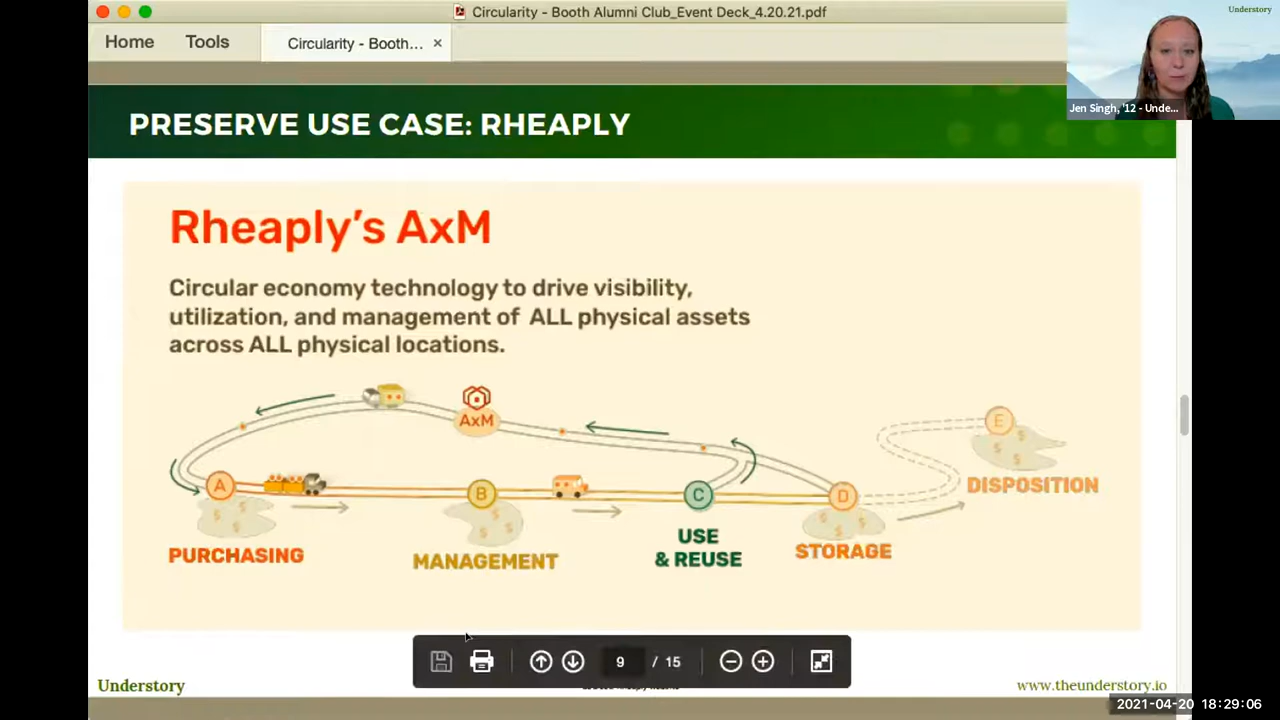 Circularity - Booth Alumni Club_Event Deck_4.20.21.pdf
Understory
Home
Tools
Circularity - Booth...
×
Jen Singh, '12 - Unde...
PRESERVE USE CASE: RHEAPLY
Rheaply's AxM
Circular economy technology to drive visibility,
utilization, and management of ALL physical assets
across ALL physical locations.
AxM
A
B
C
D
E
$ $ $
$ $ $
$ $ $
$ $ $
PURCHASING
MANAGEMENT
USE
& REUSE
STORAGE
DISPOSITION
9 / 15
Understory
www.theunderstory.io
2021-04-20 18:29:06